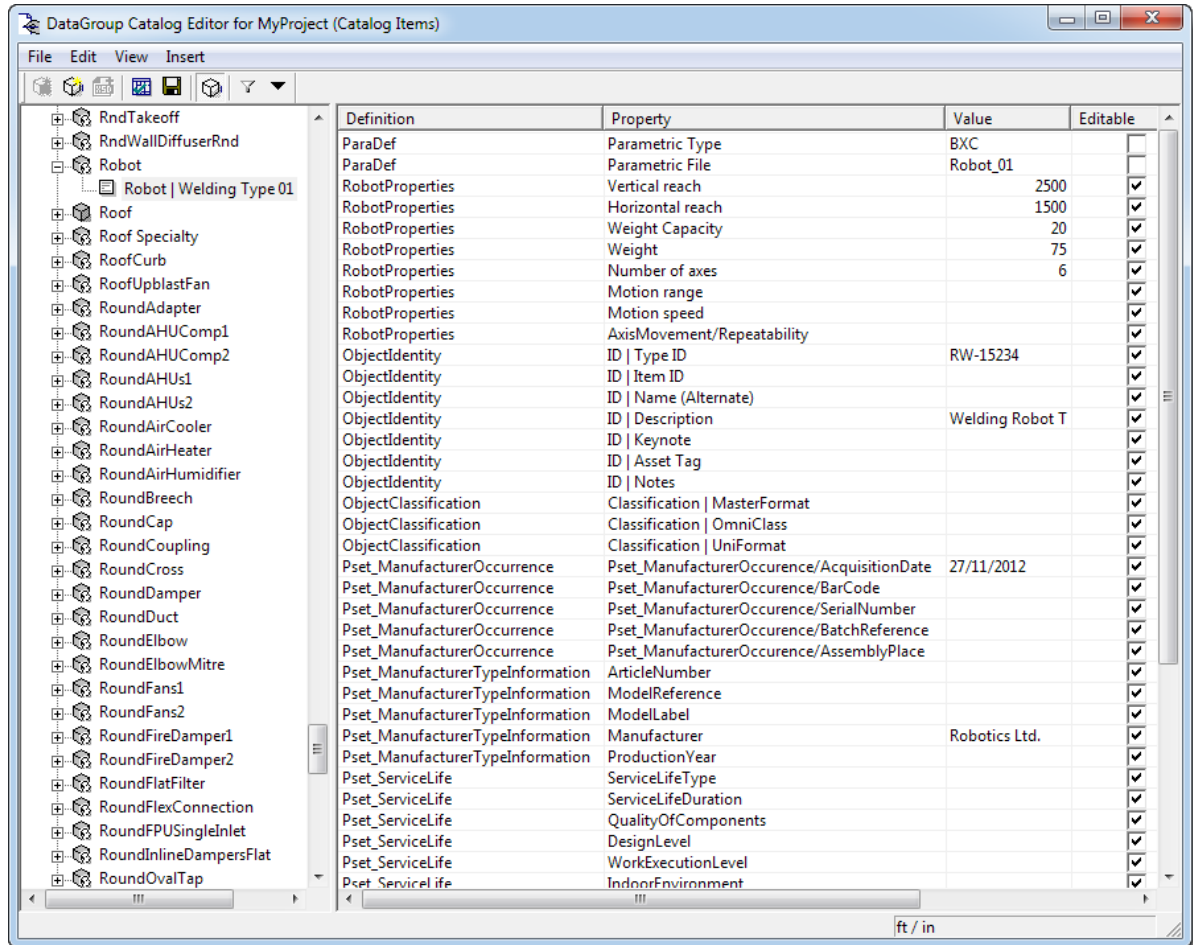 DataGroup Catalog Editor for MyProject (Catalog Items)
File Edit View Insert
RndTakeoff
RndWallDiffuserRnd
Robot
Robot | Welding Type 01
Roof
Roof Specialty
RoofCurb
RoofUpblastFan
RoundAdapter
RoundAHUComp1
RoundAHUComp2
RoundAHUs1
RoundAHUs2
RoundAirCooler
RoundAirHeater
RoundAirHumidifier
RoundBreech
RoundCap
RoundCoupling
RoundCross
RoundDamper
RoundDuct
RoundElbow
RoundElbowMitre
RoundFans1
RoundFans2
RoundFireDamper1
RoundFireDamper2
RoundFlatFilter
RoundFlexConnection
RoundFPUSingleInlet
RoundInlineDampersFlat
RoundOvalTap
Definition Property Value Editable
ParaDef Parametric Type BXC
ParaDef Parametric File Robot_01
RobotProperties Vertical reach 2500
RobotProperties Horizontal reach 1500
RobotProperties Weight Capacity 20
RobotProperties Weight 75
RobotProperties Number of axes 6
RobotProperties Motion range
RobotProperties Motion speed
RobotProperties AxisMovement/Repeatability
ObjectIdentity ID | Type ID RW-15234
ObjectIdentity ID | Item ID
ObjectIdentity ID | Name (Alternate)
ObjectIdentity ID | Description Welding Robot T
ObjectIdentity ID | Keynote
ObjectIdentity ID | Asset Tag
ObjectIdentity ID | Notes
ObjectClassification Classification | MasterFormat
ObjectClassification Classification | OmniClass
ObjectClassification Classification | UniFormat
Pset_ManufacturerOccurrence Pset_ManufacturerOccurence/AcquisitionDate 27/11/2012
Pset_ManufacturerOccurrence Pset_ManufacturerOccurence/BarCode
Pset_ManufacturerOccurrence Pset_ManufacturerOccurence/SerialNumber
Pset_ManufacturerOccurrence Pset_ManufacturerOccurence/BatchReference
Pset_ManufacturerOccurrence Pset_ManufacturerOccurence/AssemblyPlace
Pset_ManufacturerTypeInformation ArticleNumber
Pset_ManufacturerTypeInformation ModelReference
Pset_ManufacturerTypeInformation ModelLabel
Pset_ManufacturerTypeInformation Manufacturer Robotics Ltd.
Pset_ManufacturerTypeInformation ProductionYear
Pset_ServiceLife ServiceLifeType
Pset_ServiceLife ServiceLifeDuration
Pset_ServiceLife QualityOfComponents
Pset_ServiceLife DesignLevel
Pset_ServiceLife WorkExecutionLevel
Pset_ServiceLife IndoorEnvironment
ft / in